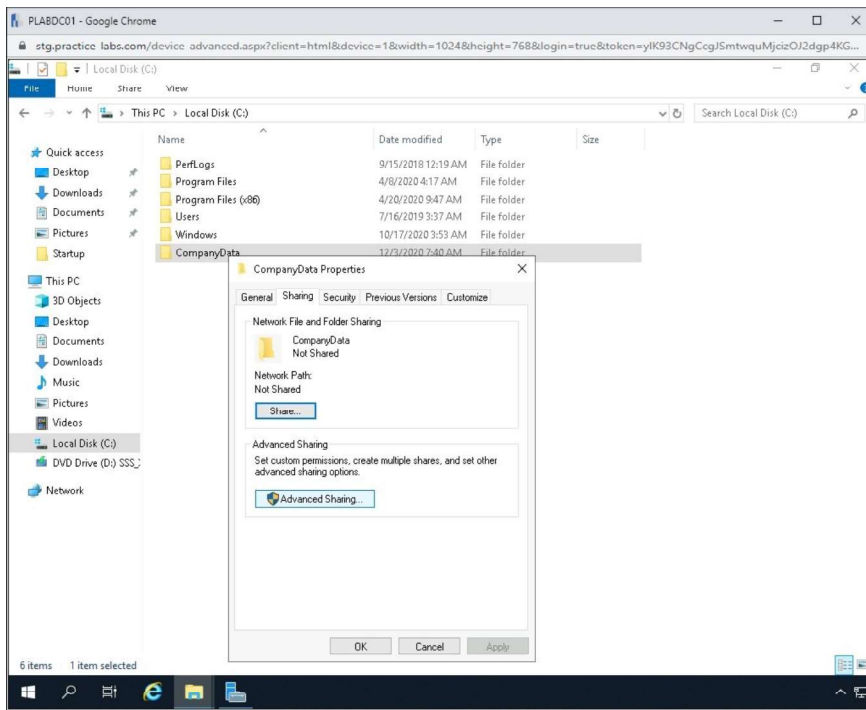 PLABDC01 - Google Chrome
stg.practice-labs.com/device-advanced.aspx?client=html&device=1&width=1024&height=768&login=true&token=
Local Disk (C:)
File Home Share View
This PC > Local Disk (C:)
Search Local Disk (C:)
Name Date modified Type Size
Quick access
Desktop
Downloads
Documents
Pictures
Startup
This PC
3D Objects
Desktop
Documents
Downloads
Music
Pictures
Videos
Local Disk (C:)
DVD Drive (D:) SSS_
Network
PerfLogs 9/15/2018 12:19 AM File folder
Program Files 4/8/2020 4:17 AM File folder
Program Files (x86) 4/20/2020 9:47 AM File folder
Users 7/16/2019 3:37 AM File folder
Windows 10/17/2020 3:53 AM File folder
CompanyData 12/3/2020 7:40 AM File folder
CompanyData Properties
General Sharing Security Previous Versions Customize
Network File and Folder Sharing
CompanyData
Not Shared
Network Path:
Not Shared
Share...
Advanced Sharing
Set custom permissions, create multiple shares, and set other
advanced sharing options.
Advanced Sharing...
OK Cancel Apply
6 items 1 item selected